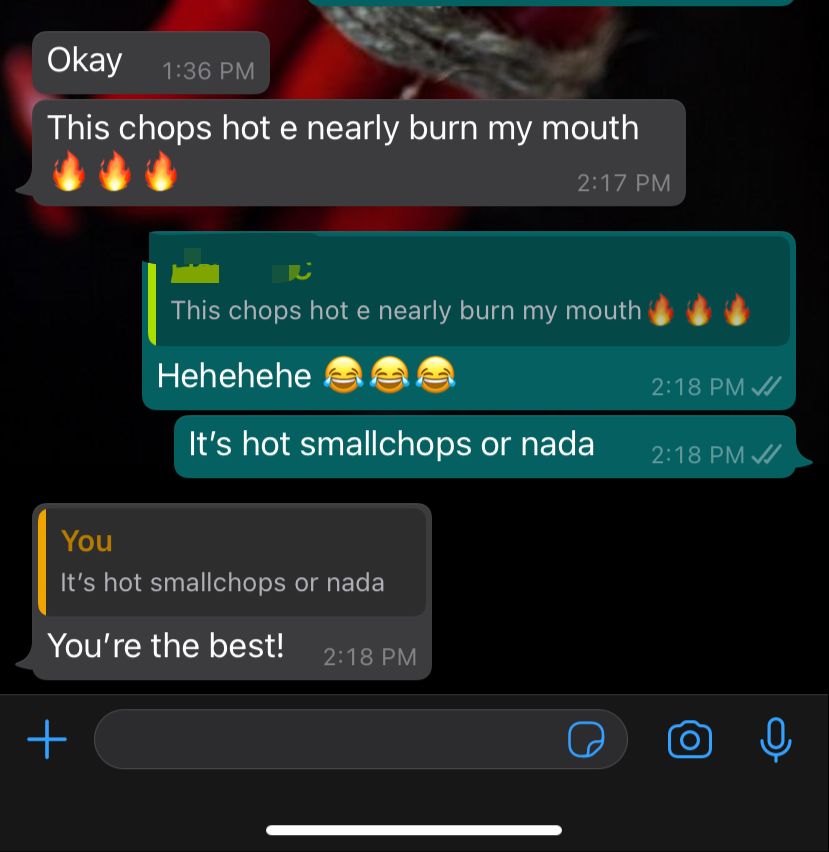 Okay 1:36 PM
This chops hot e nearly burn my mouth
🔥🔥🔥 2:17 PM
This chops hot e nearly burn my mouth🔥🔥🔥
Hehehehe 😂😂😂 2:18 PM
It’s hot smallchops or nada 2:18 PM
You
It’s hot smallchops or nada
You’re the best! 2:18 PM